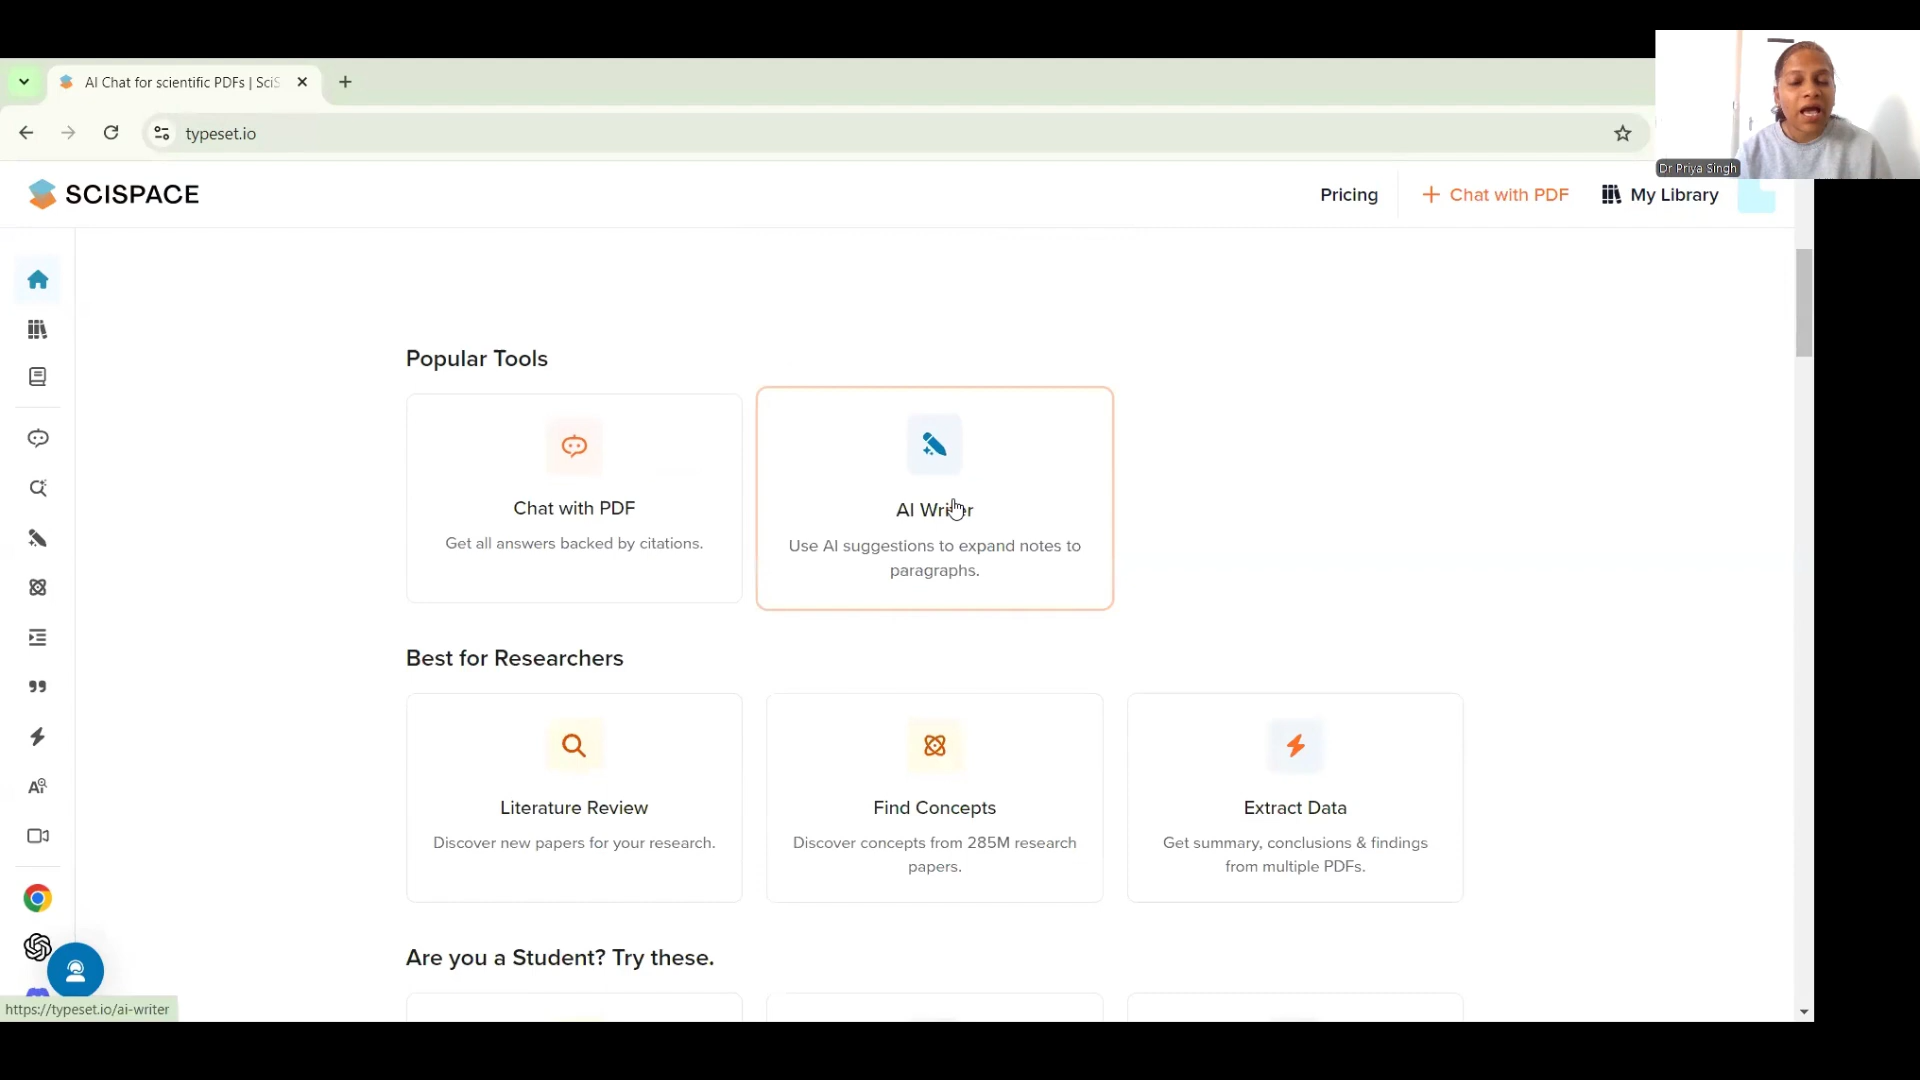 AI Chat for scientific PDFs | SciS
typeset.io
Dr Priya Singh
SCISPACE
Pricing
+ Chat with PDF
My Library
Popular Tools
Chat with PDF
Get all answers backed by citations.
AI Writer
Use AI suggestions to expand notes to
paragraphs.
Best for Researchers
Literature Review
Discover new papers for your research.
Find Concepts
Discover concepts from 285M research
papers.
Extract Data
Get summary, conclusions & findings
from multiple PDFs.
Are you a Student? Try these.
https://typeset.io/ai-writer